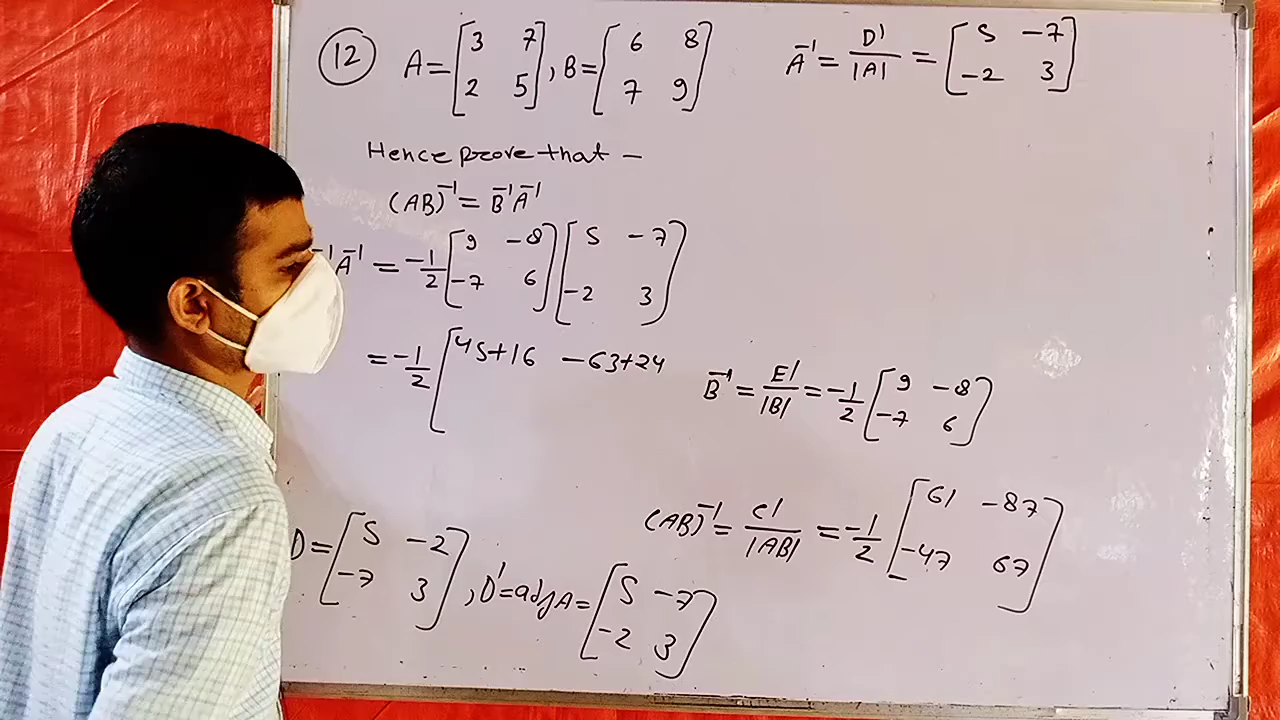 12 A = [3 7 2 5], B = [6 8 7 9]
A⁻¹ = D'/|A| = [5 -7 -2 3]
Hence prove that –
(AB)⁻¹ = B⁻¹A⁻¹
⁻¹A⁻¹ = -1/2 [9 -8 -7 6] [5 -7 -2 3]
= -1/2 [45+16 -63+24
B⁻¹ = E'/|B| = -1/2 [9 -8 -7 6]
(AB)⁻¹ = C'/|AB| = -1/2 [61 -87 -47 67]
D = [5 -2 -7 3], D' = adjA = [5 -7 -2 3]